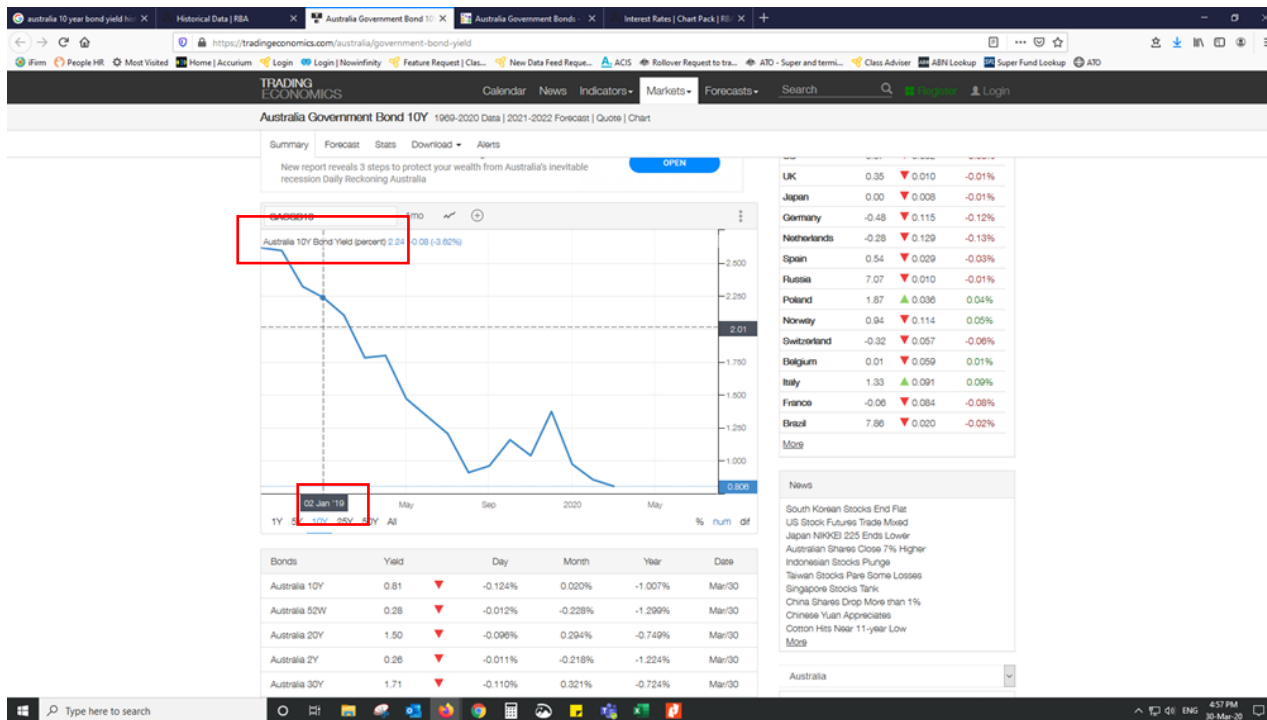 australia 10 year bond yield his
Historical Data | RBA
Australia Government Bond 10
Australia Government Bonds -
Interest Rates | Chart Pack | RBA
https://tradingeconomics.com/australia/government-bond-yield
iFirm People HR Most Visited Home | Accurium Login Login | Nowinfinity Feature Request | Clas... New Data Feed Reque... ACIS Rollover Request to tra... ATO - Super and termi... Class Adviser ABN Lookup Super Fund Lookup ATO
TRADING
ECONOMICS
Calendar News Indicators Markets Forecasts Search Register Login
Australia Government Bond 10Y 1969-2020 Data | 2021-2022 Forecast | Quote | Chart
Summary Forecast Stats Download Alerts
New report reveals 3 steps to protect your wealth from Australia's inevitable
recession Daily Reckoning Australia
OPEN
1mo
Australia 10Y Bond Yield (percent) 2.24 -0.08 (-3.62%)
2.500
2.250
2.01
1.750
1.500
1.250
1.000
0.806
02 Jan '19 May Sep 2020 May
1Y 5Y 10Y 25Y 50Y All % num dif
Bonds Yield Day Month Year Date
Australia 10Y 0.81 -0.124% 0.020% -1.007% Mar/30
Australia 52W 0.28 -0.012% -0.228% -1.299% Mar/30
Australia 20Y 1.50 -0.096% 0.294% -0.749% Mar/30
Australia 2Y 0.26 -0.011% -0.218% -1.224% Mar/30
Australia 30Y 1.71 -0.110% 0.321% -0.724% Mar/30
UK 0.35 0.010 -0.01%
Japan 0.00 0.008 -0.01%
Germany -0.48 0.115 -0.12%
Netherlands -0.28 0.129 -0.13%
Spain 0.54 0.029 -0.03%
Russia 7.07 0.010 -0.01%
Poland 1.87 0.036 0.04%
Norway 0.94 0.114 0.05%
Switzerland -0.32 0.057 -0.06%
Belgium 0.01 0.059 0.01%
Italy 1.33 0.091 0.09%
France -0.06 0.084 -0.08%
Brazil 7.86 0.020 -0.02%
More
News
South Korean Stocks End Flat
US Stock Futures Trade Mixed
Japan NIKKEI 225 Ends Lower
Australian Shares Close 7% Higher
Indonesian Stocks Plunge
Taiwan Stocks Pare Some Losses
Singapore Stocks Tank
China Shares Drop More than 1%
Chinese Yuan Appreciates
Cotton Hits Near 11-year Low
More
Australia
Type here to search
ENG
4:57 PM
30-Mar-20